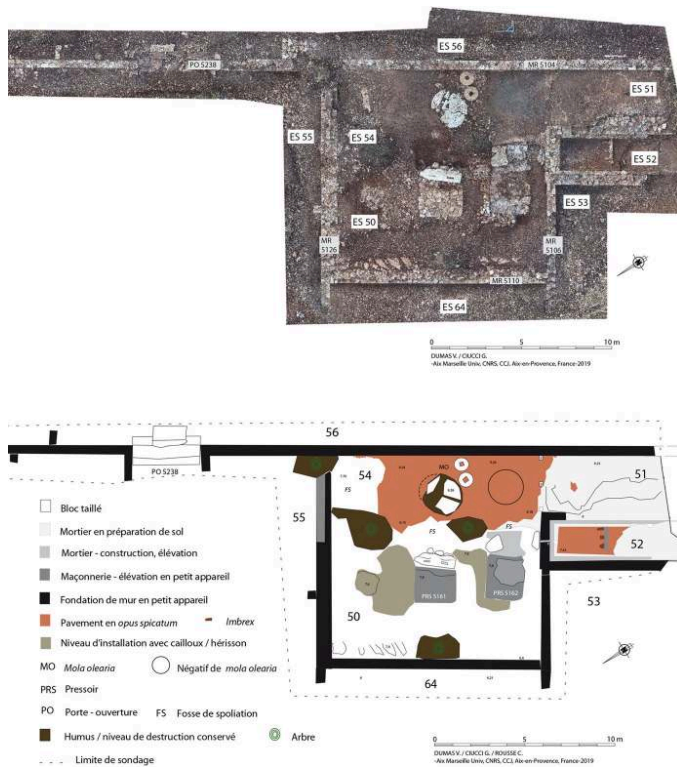 ES 56
PO 5238
MR 5104
ES 51
ES 55
ES 54
ES 52
ES 53
ES 50
MR 5126
MR 5106
MR 5110
ES 64
0 5 10 m
DUMAS V. / CIUCCI G.
-Aix Marseille Univ, CNRS, CCJ, Aix-en-Provence, France-2019
56
PO 5238
MO
54
51
FS
FS
FS
55
52
PRS 5161
PRS 5162
50
53
64
Bloc taillé
Mortier en préparation de sol
Mortier - construction, élévation
Maçonnerie - élévation en petit appareil
Fondation de mur en petit appareil
Pavement en opus spicatum Imbrex
Niveau d'installation avec cailloux / hérisson
MO Mola olearia Négatif de mola olearia
PRS Pressoir
PO Porte - ouverture FS Fosse de spoliation
Humus / niveau de destruction conservé Arbre
Limite de sondage
0 5 10 m
DUMAS V. / CIUCCI G. / ROUSSE C.
-Aix Marseille Univ, CNRS, CCJ, Aix-en-Provence, France-2019